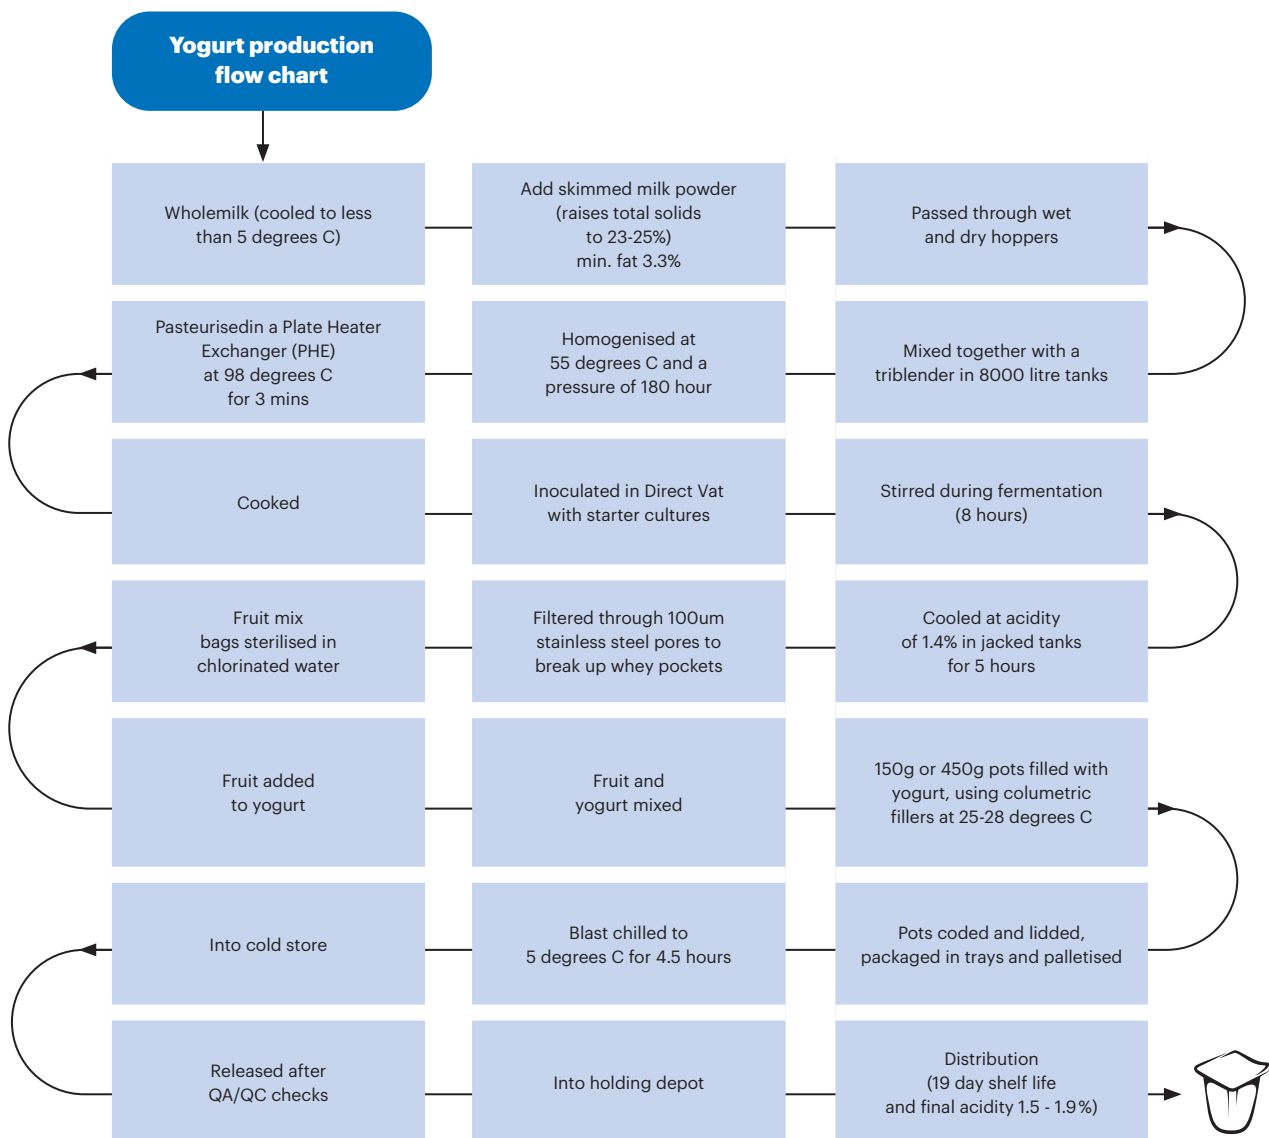 Yogurt production
flow chart
Wholemilk (cooled to less
than 5 degrees C)
Add skimmed milk powder
(raises total solids
to 23-25%)
min. fat 3.3%
Passed through wet
and dry hoppers
Mixed together with a
triblender in 8000 litre tanks
Homogenised at
55 degrees C and a
pressure of 180 hour
Pasteurisedin a Plate Heater
Exchanger (PHE)
at 98 degrees C
for 3 mins
Cooked
Inoculated in Direct Vat
with starter cultures
Stirred during fermentation
(8 hours)
Cooled at acidity
of 1.4% in jacked tanks
for 5 hours
Filtered through 100um
stainless steel pores to
break up whey pockets
Fruit mix
bags sterilised in
chlorinated water
Fruit added
to yogurt
Fruit and
yogurt mixed
150g or 450g pots filled with
yogurt, using columetric
fillers at 25-28 degrees C
Pots coded and lidded,
packaged in trays and palletised
Blast chilled to
5 degrees C for 4.5 hours
Into cold store
Released after
QA/QC checks
Into holding depot
Distribution
(19 day shelf life
and final acidity 1.5 - 1.9%)